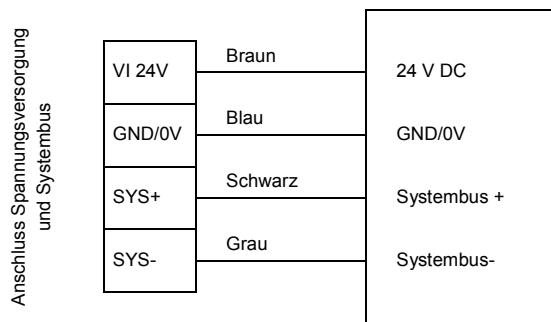 Anschluss Spannungsversorgung
und Systembus
VI 24V
Braun
24 V DC
GND/0V
Blau
GND/0V
SYS+
Schwarz
Systembus +
SYS-
Grau
Systembus-